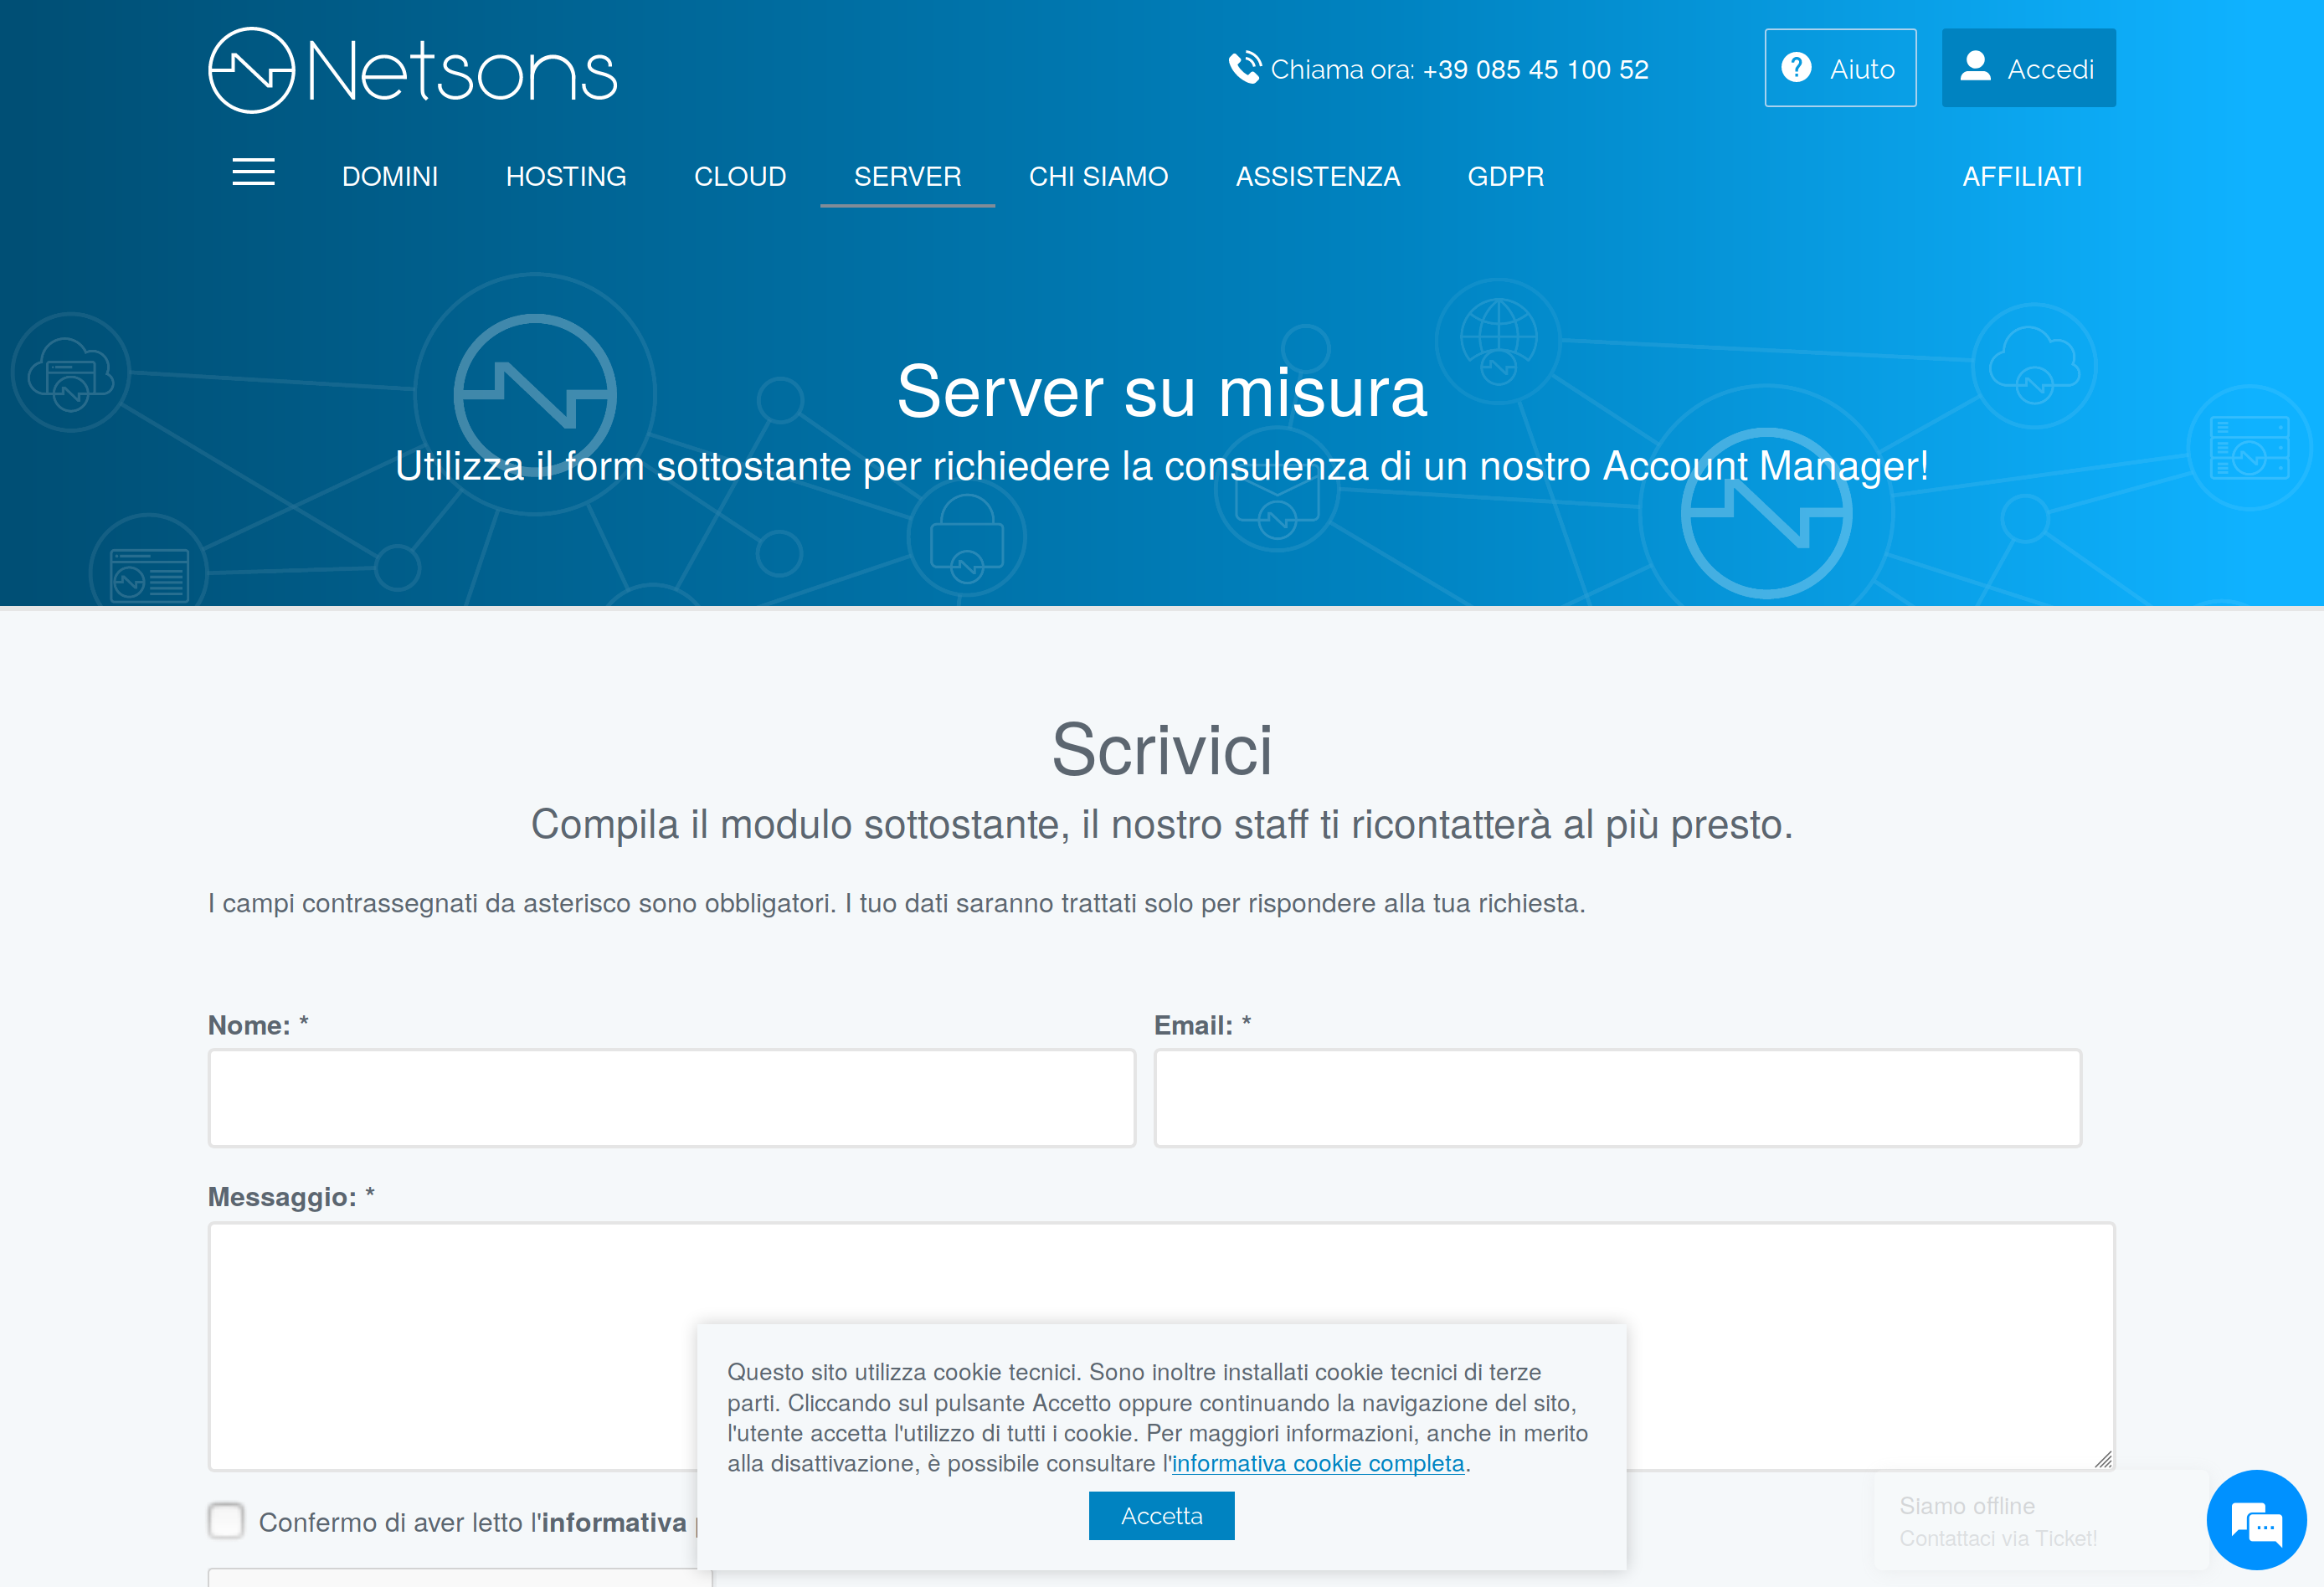 Netsons
Chiama ora: +39 085 45 100 52
Aiuto
Accedi
DOMINI
HOSTING
CLOUD
SERVER
CHI SIAMO
ASSISTENZA
GDPR
AFFILIATI
Server su misura
Utilizza il form sottostante per richiedere la consulenza di un nostro Account Manager!
Scrivici
Compila il modulo sottostante, il nostro staff ti ricontatterà al più presto.
I campi contrassegnati da asterisco sono obbligatori. I tuo dati saranno trattati solo per rispondere alla tua richiesta.
Nome: *
Email: *
Messaggio: *
Confermo di aver letto l'informativa
Questo sito utilizza cookie tecnici. Sono inoltre installati cookie tecnici di terze
parti. Cliccando sul pulsante Accetto oppure continuando la navigazione del sito,
l'utente accetta l'utilizzo di tutti i cookie. Per maggiori informazioni, anche in merito
alla disattivazione, è possibile consultare l'informativa cookie completa.
Accetta
Siamo offline
Contattaci via Ticket!